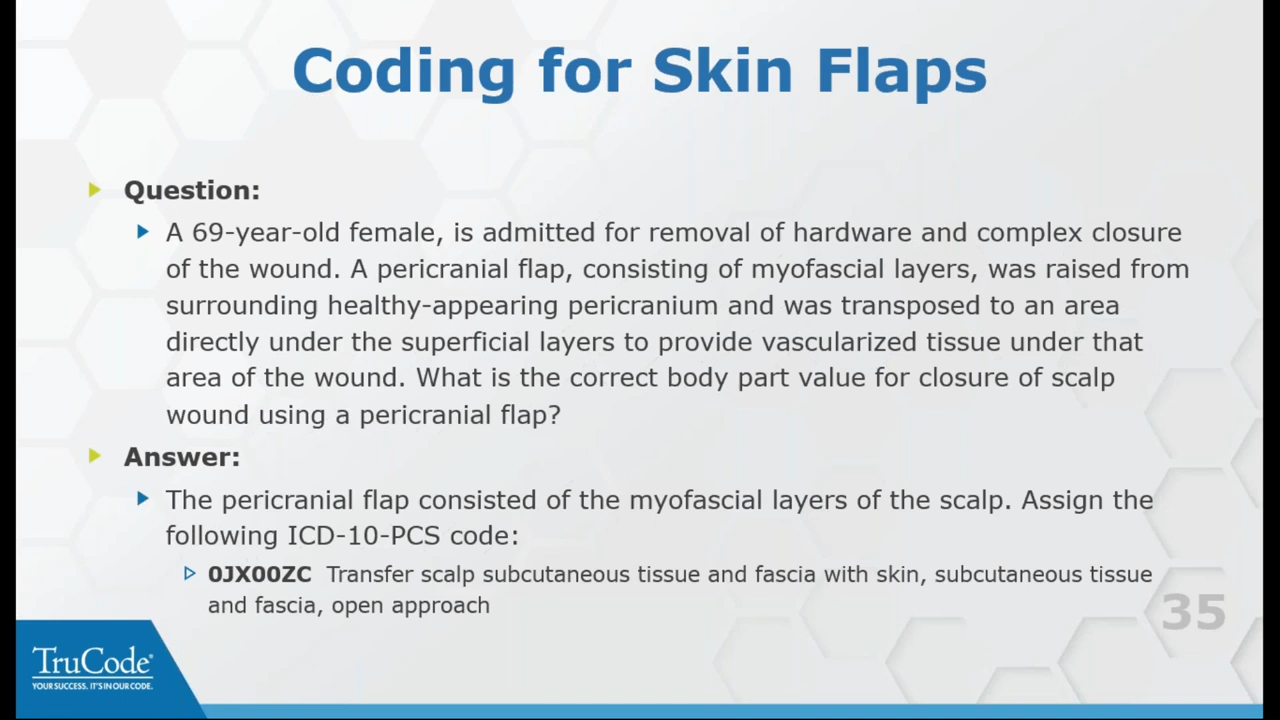 Coding for Skin Flaps
Question:
A 69-year-old female, is admitted for removal of hardware and complex closure
of the wound. A pericranial flap, consisting of myofascial layers, was raised from
surrounding healthy-appearing pericranium and was transposed to an area
directly under the superficial layers to provide vascularized tissue under that
area of the wound. What is the correct body part value for closure of scalp
wound using a pericranial flap?
Answer:
The pericranial flap consisted of the myofascial layers of the scalp. Assign the
following ICD-10-PCS code:
0JX00ZC Transfer scalp subcutaneous tissue and fascia with skin, subcutaneous tissue
and fascia, open approach
35
TruCode®
YOUR SUCCESS. IT'S IN OUR CODE.